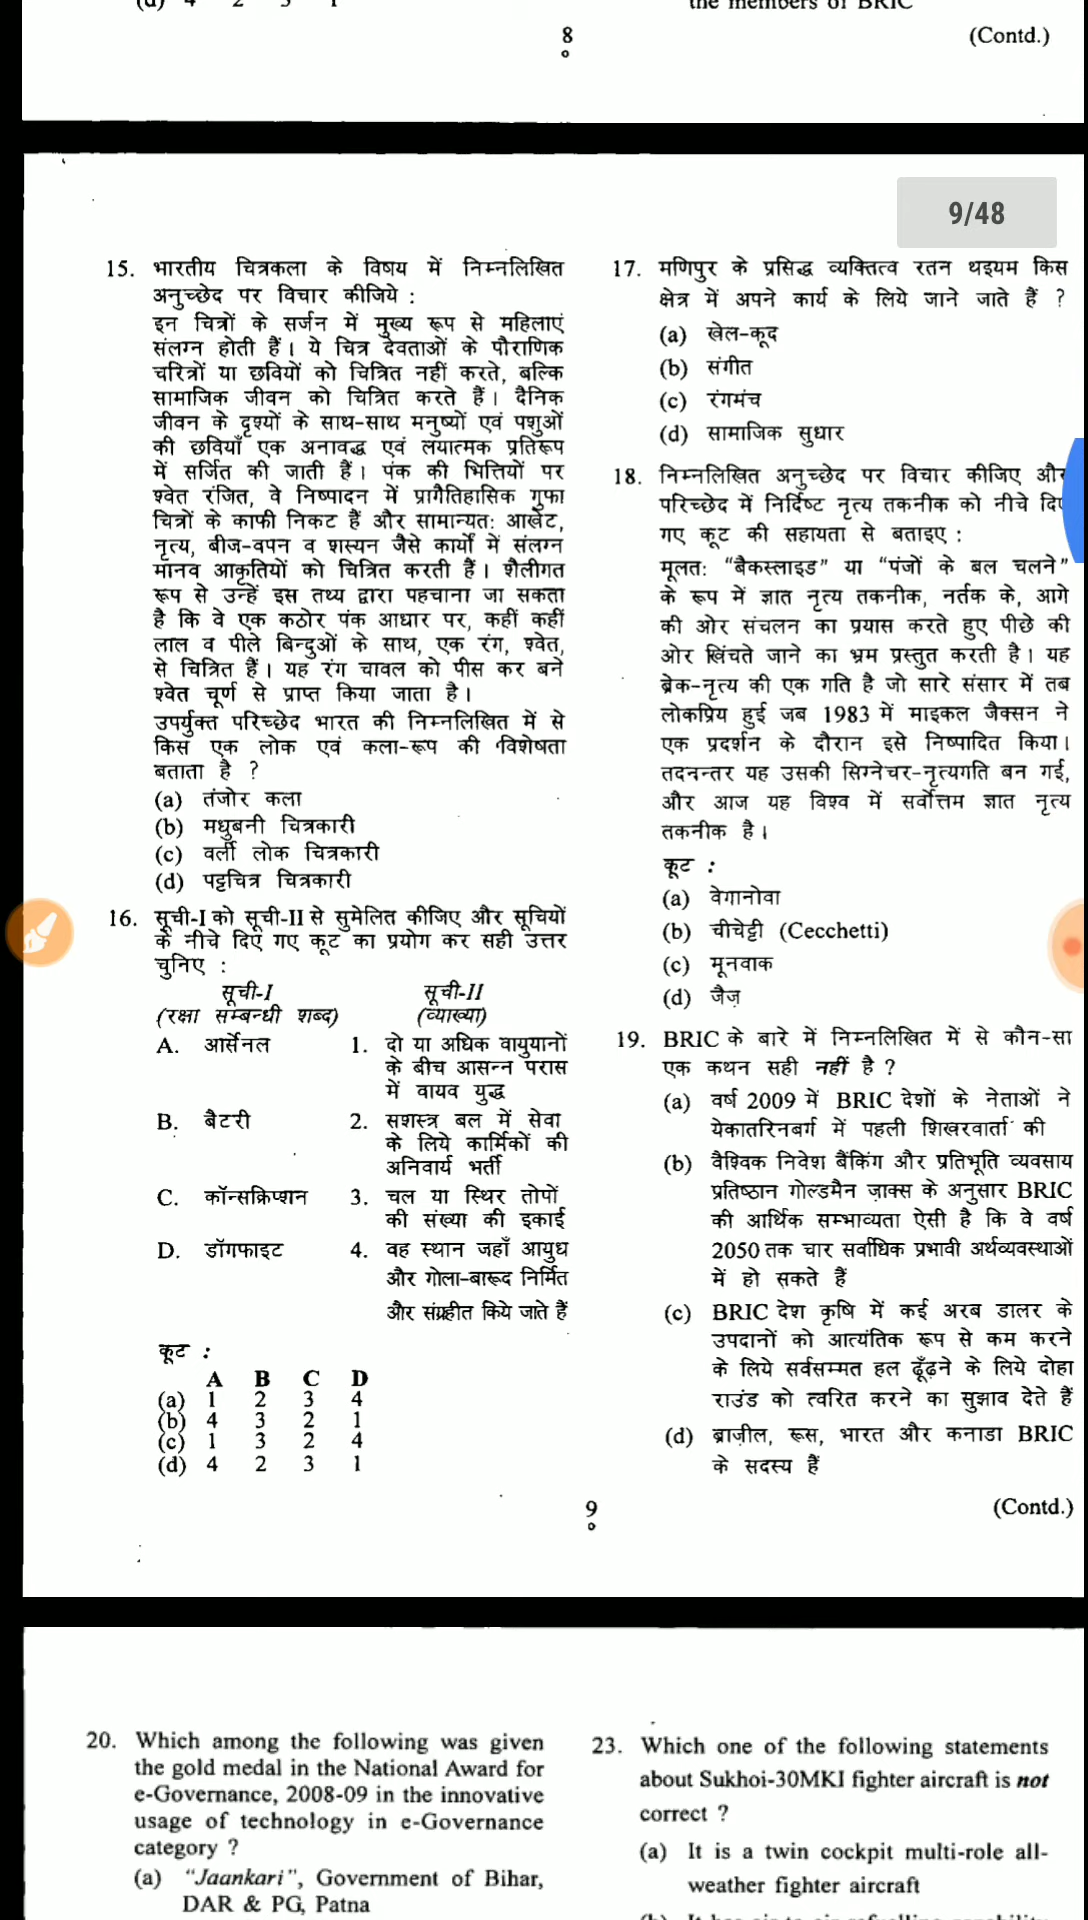 (d) 4 2 3 1
the members of BRIC
8
(Contd.)
9/48
15. भारतीय चित्रकला के विषय में निम्नलिखित
अनुच्छेद पर विचार कीजिये :
इन चित्रों के सर्जन में मुख्य रूप से महिलाएं
संलग्न होती हैं। ये चित्र देवताओं के पौराणिक
चरित्रों या छवियों को चित्रित नहीं करते, बल्कि
सामाजिक जीवन को चित्रित करते हैं। दैनिक
जीवन के दृश्यों के साथ-साथ मनुष्यों एवं पशुओं
की छवियाँ एक अनावद्ध एवं लयात्मक प्रतिरूप
में सर्जित की जाती हैं। पंक की भित्तियों पर
श्वेत रंजित, वे निष्पादन में प्रागैतिहासिक गुफा
चित्रों के काफी निकट हैं और सामान्यत: आखेट,
नृत्य, बीज-वपन व शस्यन जैसे कार्यों में संलग्न
मानव आकृतियों को चित्रित करती हैं। शैलीगत
रूप से उन्हें इस तथ्य द्वारा पहचाना जा सकता
है कि वे एक कठोर पंक आधार पर, कहीं कहीं
लाल व पीले बिन्दुओं के साथ, एक रंग, श्वेत,
से चित्रित हैं। यह रंग चावल को पीस कर बने
श्वेत चूर्ण से प्राप्त किया जाता है।
उपर्युक्त परिच्छेद भारत की निम्नलिखित में से
किस एक लोक एवं कला-रूप की विशेषता
बताता है ?
(a) तंजोर कला
(b) मधुबनी चित्रकारी
(c) वर्ली लोक चित्रकारी
(d) पट्टचित्र चित्रकारी
16. सूची-I को सूची-II से सुमेलित कीजिए और सूचियों
के नीचे दिए गए कूट का प्रयोग कर सही उत्तर
चुनिए :
सूची-I सूची-II
(रक्षा सम्बन्धी शब्द) (व्याख्या)
A. आर्सेनल 1. दो या अधिक वायुयानों
के बीच आसन्न परास
में वायव युद्ध
B. बैटरी 2. सशस्त्र बल में सेवा
के लिये कार्मिकों की
अनिवार्य भर्ती
C. कॉन्सक्रिप्शन 3. चल या स्थिर तोपों
की संख्या की इकाई
D. डॉगफाइट 4. वह स्थान जहाँ आयुध
और गोला-बारूद निर्मित
और संग्रहीत किये जाते हैं
कूट :
A B C D
(a) 1 2 3 4
(b) 4 3 2 1
(c) 1 3 2 4
(d) 4 2 3 1
17. मणिपुर के प्रसिद्ध व्यक्तित्व रतन थइयम किस
क्षेत्र में अपने कार्य के लिये जाने जाते हैं ?
(a) खेल-कूद
(b) संगीत
(c) रंगमंच
(d) सामाजिक सुधार
18. निम्नलिखित अनुच्छेद पर विचार कीजिए और
परिच्छेद में निर्दिष्ट नृत्य तकनीक को नीचे
गए कूट की सहायता से बताइए :
मूलत: “बैकस्लाइड” या “पंजों के बल चलने”
के रूप में ज्ञात नृत्य तकनीक, नर्तक के, आगे
की ओर संचलन का प्रयास करते हुए पीछे की
ओर खिंचते जाने का भ्रम प्रस्तुत करती है। यह
ब्रेक-नृत्य की एक गति है जो सारे संसार में तब
लोकप्रिय हुई जब 1983 में माइकल जैक्सन ने
एक प्रदर्शन के दौरान इसे निष्पादित किया।
तदनन्तर यह उसकी सिग्नेचर-नृत्यगति बन गई,
और आज यह विश्व में सर्वोत्तम ज्ञात नृत्य
तकनीक है।
कूट :
(a) वेगानोवा
(b) चीचेट्टी (Cecchetti)
(c) मूनवाक
(d) जैज़
19. BRIC के बारे में निम्नलिखित में से कौन-सा
एक कथन सही नहीं है ?
(a) वर्ष 2009 में BRIC देशों के नेताओं ने
येकातरिनबर्ग में पहली शिखरवार्ता की
(b) वैश्विक निवेश बैंकिंग और प्रतिभूति व्यवसाय
प्रतिष्ठान गोल्डमैन ज़ाक्स के अनुसार BRIC
की आर्थिक सम्भाव्यता ऐसी है कि वे वर्ष
2050 तक चार सर्वाधिक प्रभावी अर्थव्यवस्थाओं
में हो सकते हैं
(c) BRIC देश कृषि में कई अरब डालर के
उपदानों को आत्यंतिक रूप से कम करने
के लिये सर्वसम्मत हल ढूँढ़ने के लिये दोहा
राउंड को त्वरित करने का सुझाव देते हैं
(d) ब्राज़ील, रूस, भारत और कनाडा BRIC
के सदस्य हैं
9
(Contd.)
20. Which among the following was given
the gold medal in the National Award for
e-Governance, 2008-09 in the innovative
usage of technology in e-Governance
category ?
(a) “Jaankari”, Government of Bihar,
DAR & PG, Patna
23. Which one of the following statements
about Sukhoi-30MKI fighter aircraft is not
correct ?
(a) It is a twin cockpit multi-role all-
weather fighter aircraft